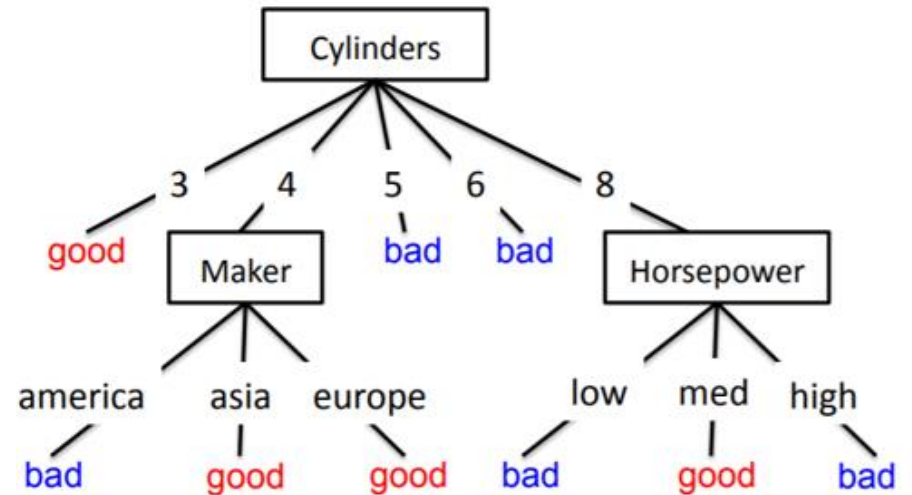 Cylinders
3 4 5 6 8
good bad bad
Maker Horsepower
america asia europe low med high
bad good good bad good bad